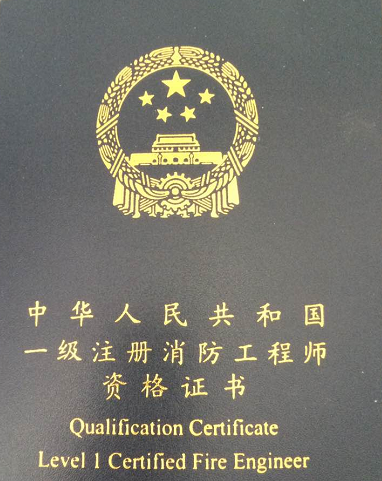 中华人民共和国
一级注册消防工程师
资格证书
Qualification Certificate
Level 1 Certified Fire Engineer